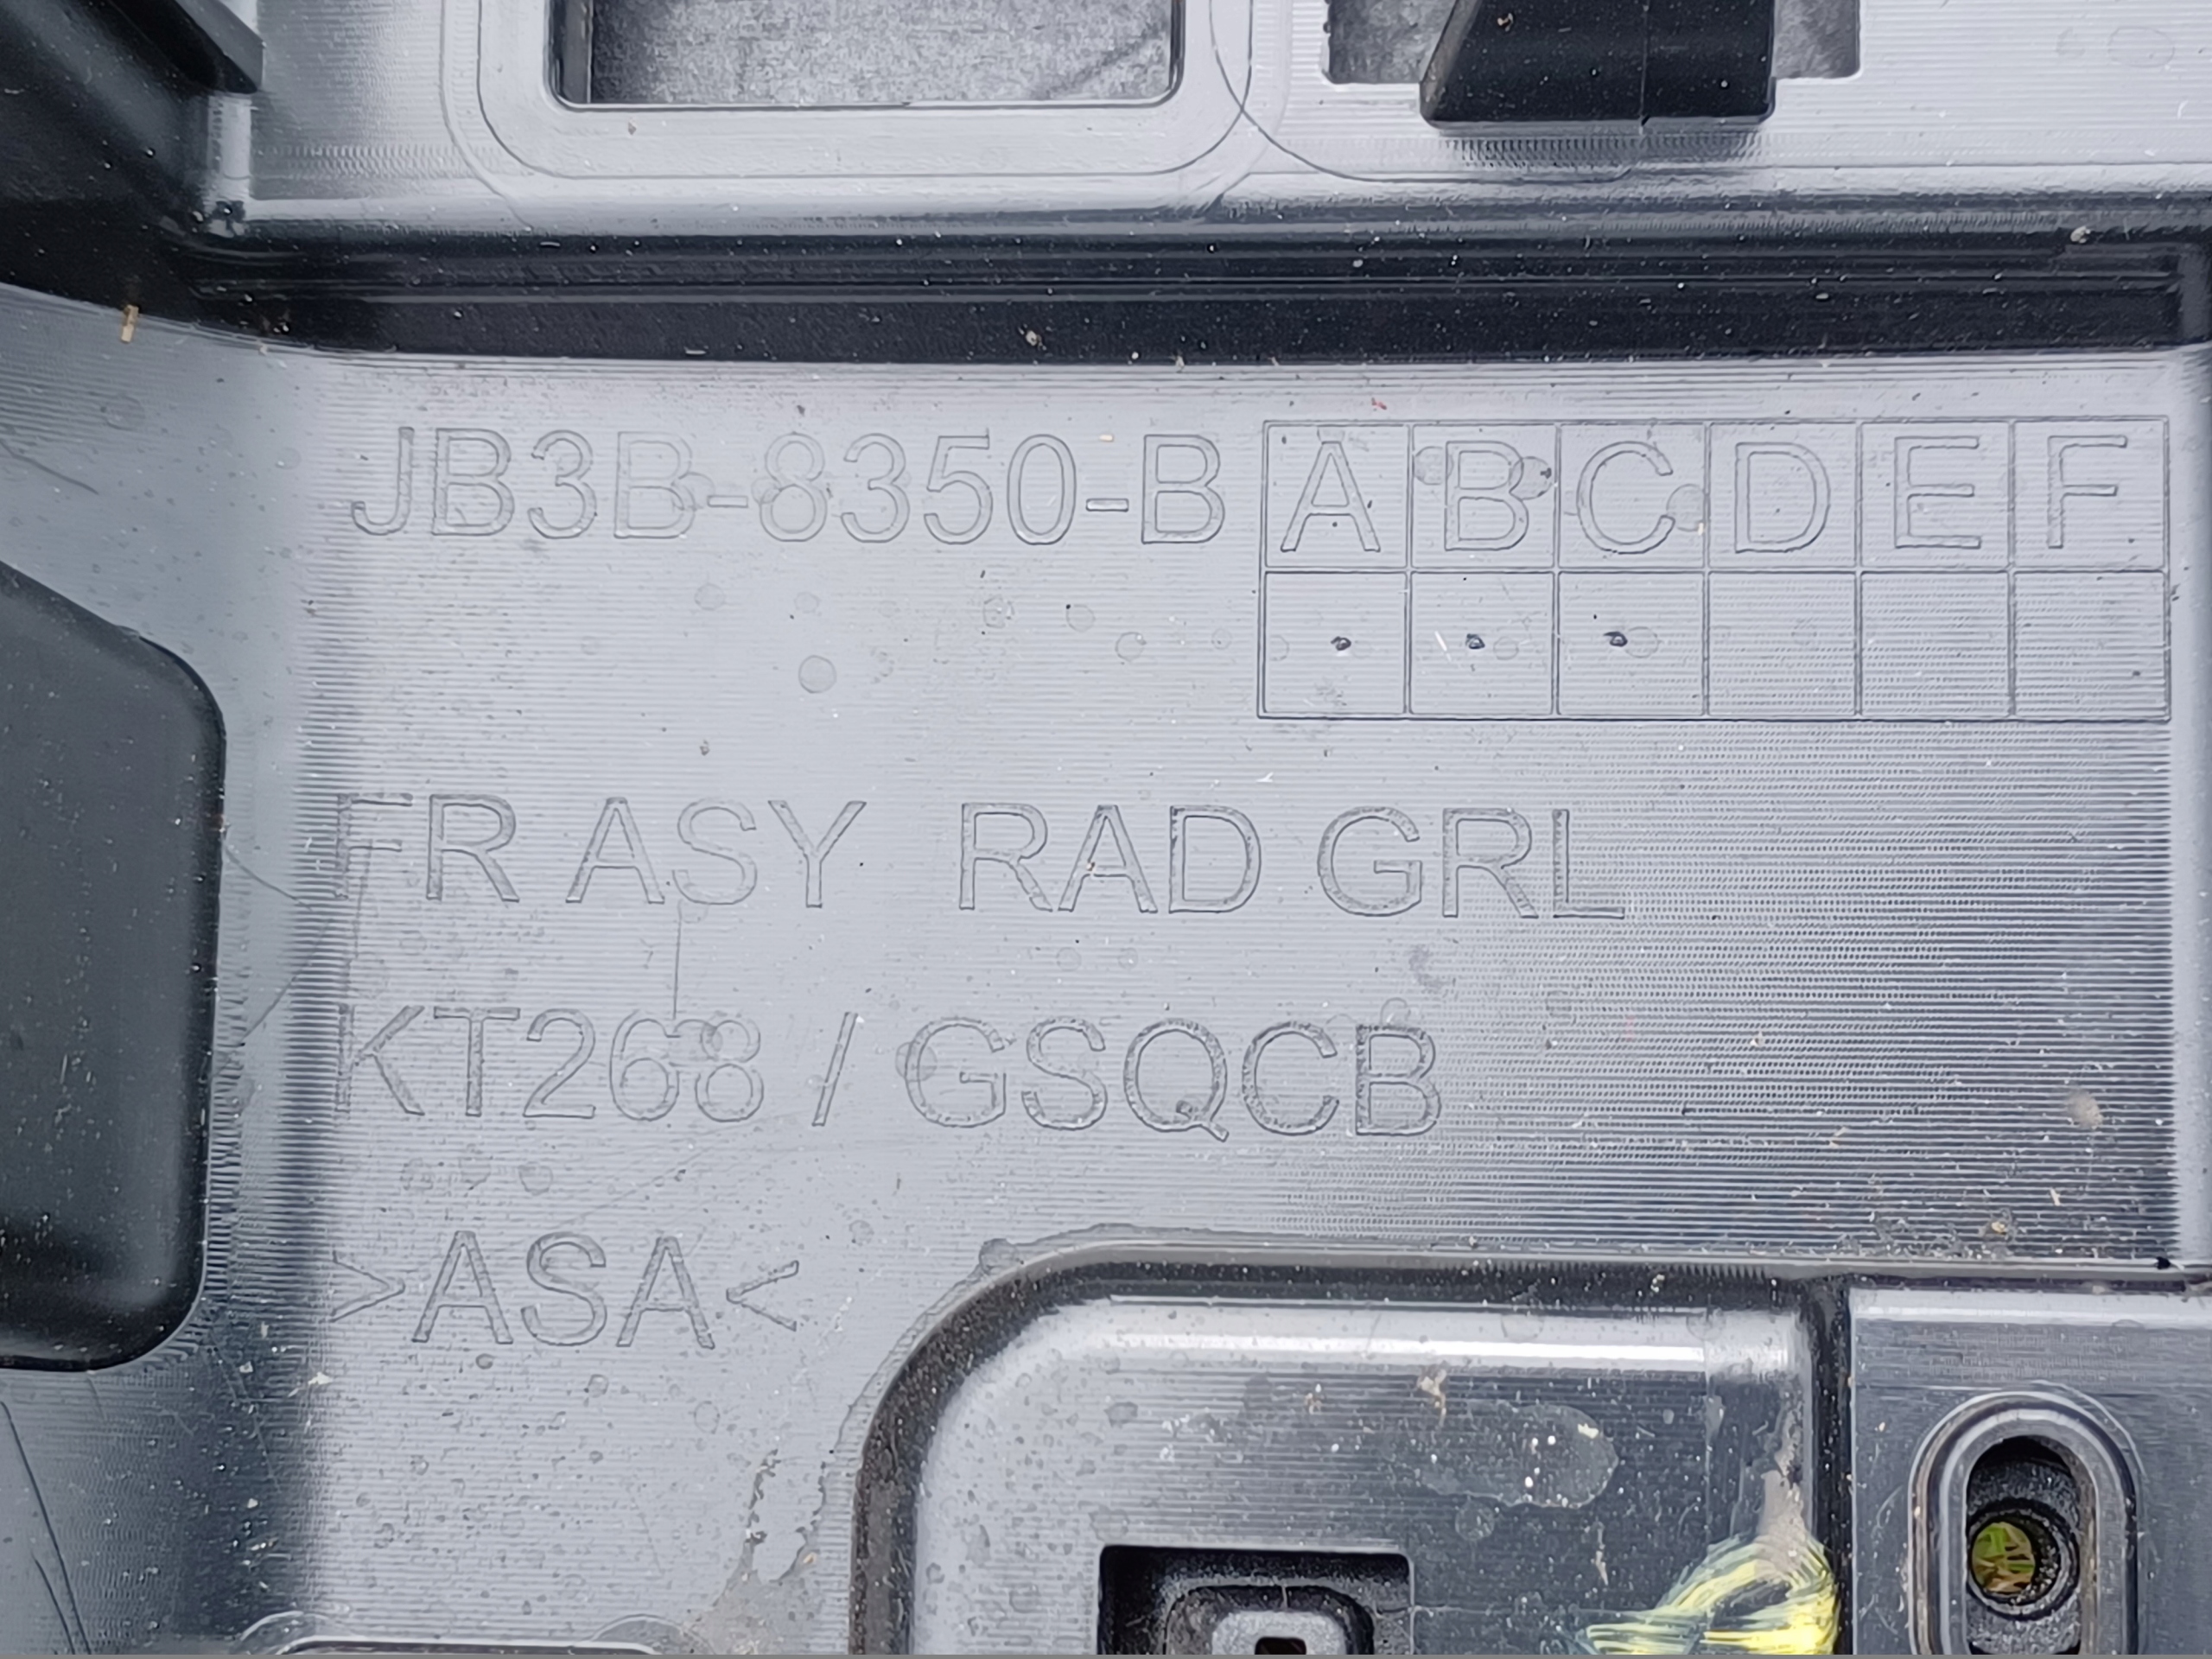 JB3B-8350-B A B C D E F
FR ASY RAD GRL
KT268 / GSQCB
>ASA<